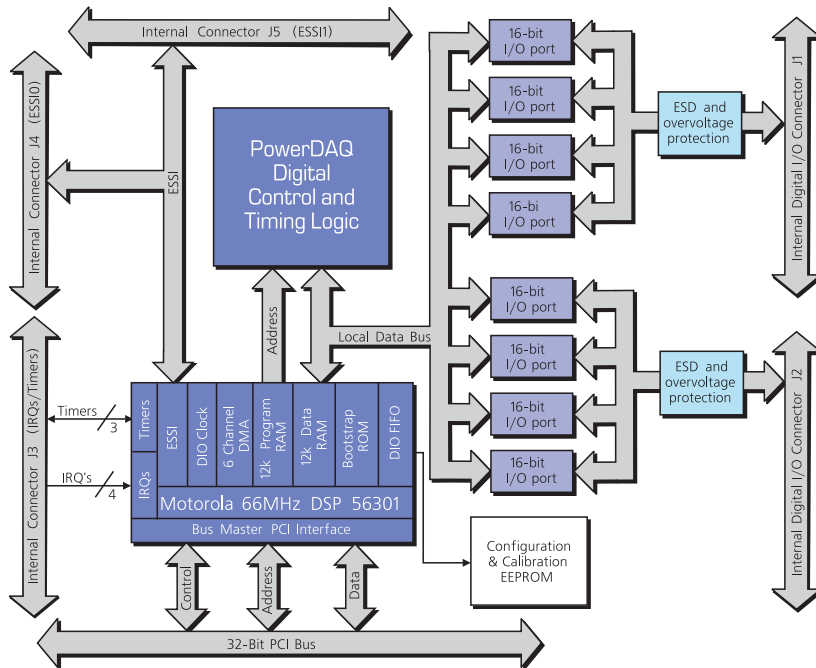 Internal Connector J5 (ESSI1)
Internal Connector J4 (ESSI0)
ESSI
PowerDAQ
Digital
Control and
Timing Logic
16-bit
I/O port
16-bit
I/O port
16-bit
I/O port
16-bi
I/O port
ESD and
overvoltage
protection
Internal Digital I/O Connector J1
Address
Local Data Bus
16-bit
I/O port
16-bit
I/O port
16-bit
I/O port
16-bit
I/O port
ESD and
overvoltage
protection
Internal Digital I/O Connector J2
Internal Connector J3 (IRQs/Timers)
Timers
3
IRQ's
4
Timers
IRQs
ESSI
DIO Clock
6 Channel
DMA
12k Program
RAM
12k Data
RAM
Bootstrap
ROM
DIO FIFO
Motorola 66MHz DSP 56301
Bus Master PCI Interface
Configuration
& Calibration
EEPROM
Control
Address
Data
32-Bit PCI Bus